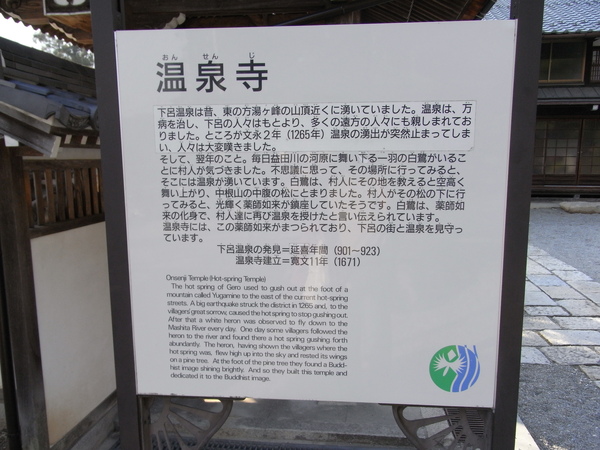 おん せん じ
温泉寺
下呂温泉は昔、東の方湯ヶ峰の山頂近くに湧いていました。温泉は、万
病を治し、下呂の人々はもとより、多くの遠方の人々にも親しまれてお
りました。ところが文永2年（1265年）温泉の湧出が突然止まってしま
い、人々は大変嘆きました。
そして、翌年のこと。毎日益田川の河原に舞い下る一羽の白鷺がいるこ
とに村人が気づきました。不思議に思って、その場所に行ってみると、
そこには温泉が湧いています。白鷺は、村人にその地を教えると空高く
舞い上がり、中根山の中腹の松にとまりました。村人がその松の下に行
ってみると、光輝く薬師如来が鎮座していたそうです。白鷺は、薬師如
来の化身で、村人達に再び温泉を授けたと言い伝えられています。
温泉寺には、この薬師如来がまつられており、下呂の街と温泉を見守っ
ています。
下呂温泉の発見＝延喜年間（901〜923）
温泉寺建立＝寛文11年（1671）
Onsenji Temple (Hot-spring Temple)
The hot spring of Gero used to gush out at the foot of a
mountain called Yugamine to the east of the current hot-spring
streets. A big earthquake struck the district in 1265 and, to the
villagers' great sorrow, caused the hot spring to stop gushing out.
After that a white heron was observed to fly down to the
Mashita River every day. One day some villagers followed the
heron to the river and found there a hot spring gushing forth
abundantly. The heron, having shown the villagers where the
hot spring was, flew high up into the sky and rested its wings
on a pine tree. At the foot of the pine tree they found a Budd-
hist image shining brightly. And so they built this temple and
dedicated it to the Buddhist image.